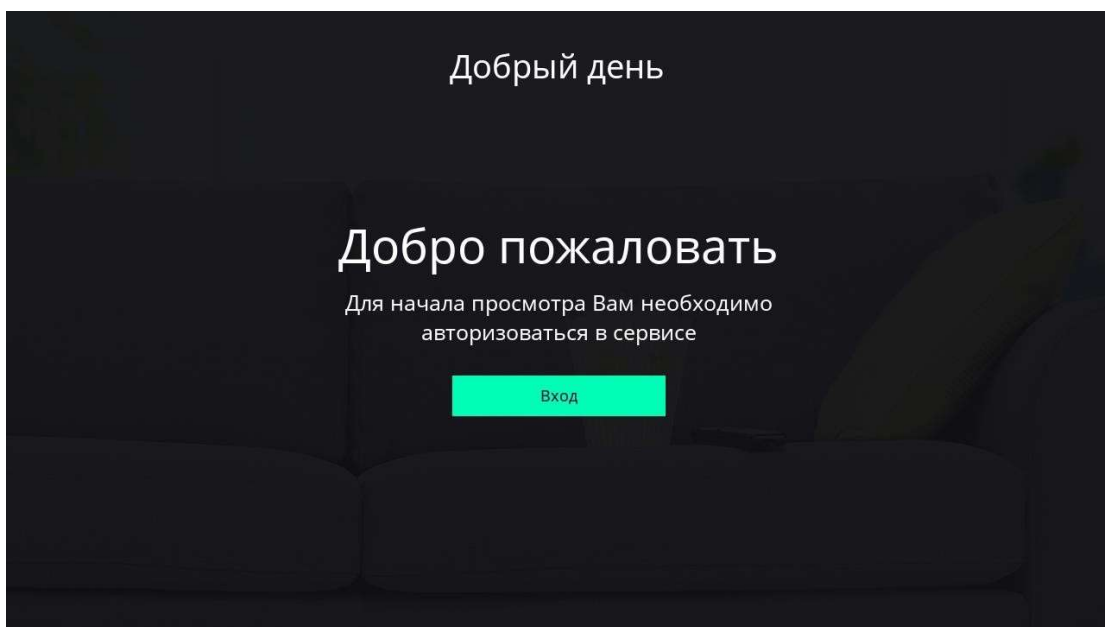 Добрый день
Добро пожаловать
Для начала просмотра Вам необходимо
авторизоваться в сервисе
Вход